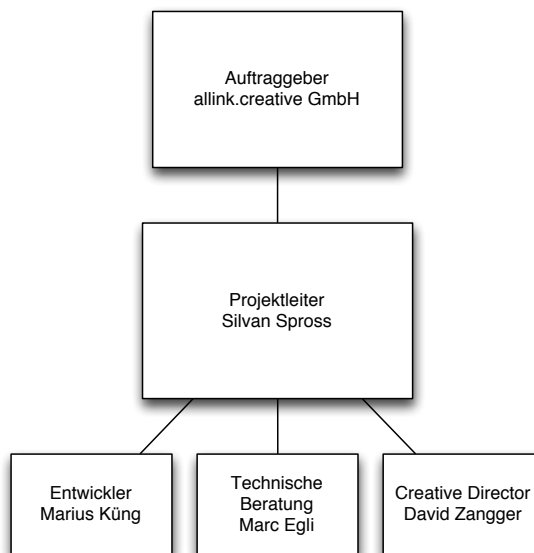 Auftraggeber
allink.creative GmbH
Projektleiter
Silvan Spross
Entwickler
Marius Küng
Technische
Beratung
Marc Egli
Creative Director
David Zangger